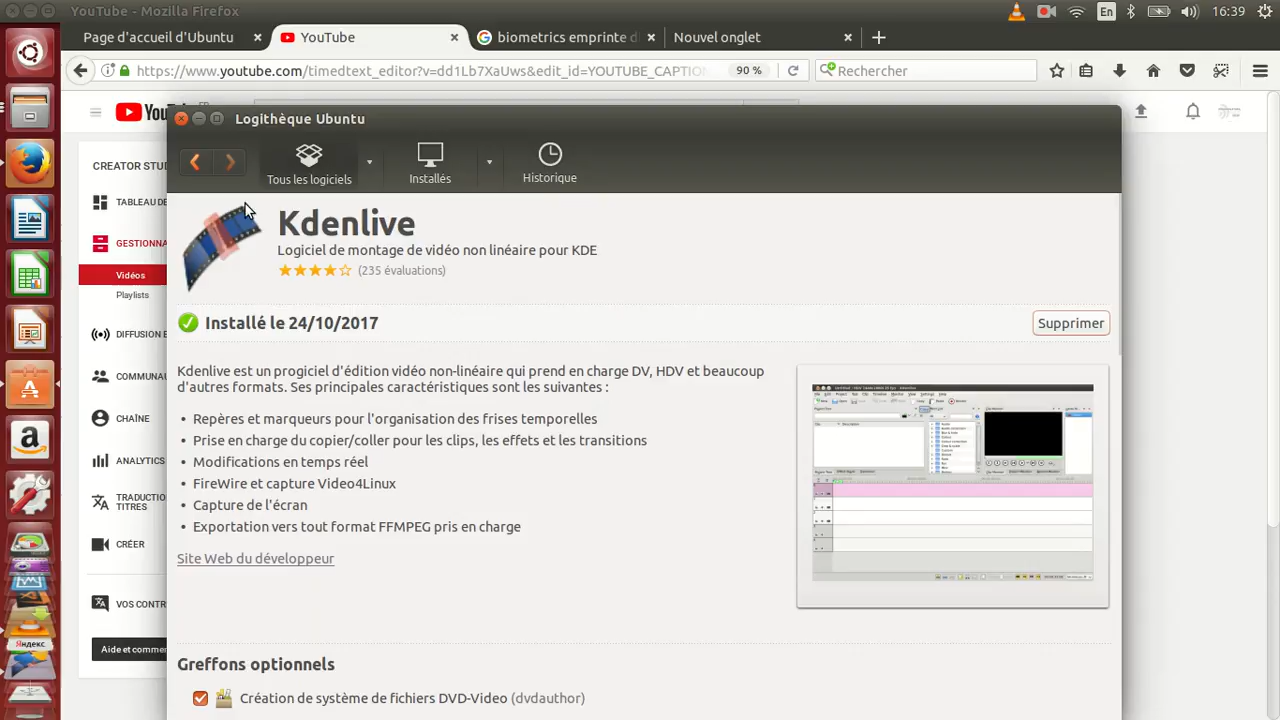 YouTube - Mozilla Firefox
En
16:39
Page d'accueil d'Ubuntu
YouTube
biometrics emprinte d
Nouvel onglet
https://www.youtube.com/timedtext_editor?v=dd1Lb7XaUws&edit_id=YOUTUBE_CAPTIO
90 %
Rechercher
Logithèque Ubuntu
Tous les logiciels
Installés
Historique
CREATOR STUD
TABLEAU DE
GESTIONNA
Vidéos
Playlists
DIFFUSION E
COMMUNAU
CHAÎNE
ANALYTICS
TRADUCTION
TITRES
CRÉER
VOS CONTR
Aide et commen
Яндекс
Kdenlive
Logiciel de montage de vidéo non linéaire pour KDE
(235 évaluations)
Installé le 24/10/2017
Supprimer
Kdenlive est un progiciel d'édition vidéo non-linéaire qui prend en charge DV, HDV et beaucoup
d'autres formats. Ses principales caractéristiques sont les suivantes :
• Repères et marqueurs pour l'organisation des frises temporelles
• Prise en charge du copier/coller pour les clips, les effets et les transitions
• Modifications en temps réel
• FireWire et capture Video4Linux
• Capture de l'écran
• Exportation vers tout format FFMPEG pris en charge
Site Web du développeur
Greffons optionnels
Création de système de fichiers DVD-Video (dvdauthor)